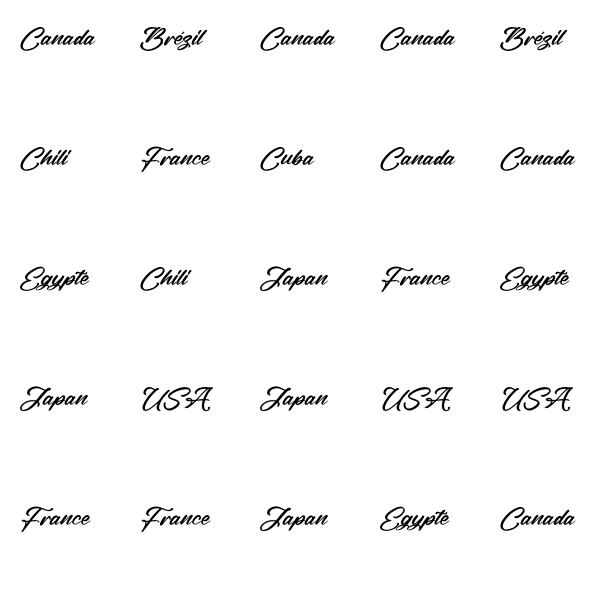 Canada Brézil Canada Canada Brézil
Chili France Cuba Canada Canada
Egypte Chili Japan France Egypte
Japan USA Japan USA USA
France France Japan Egypte Canada